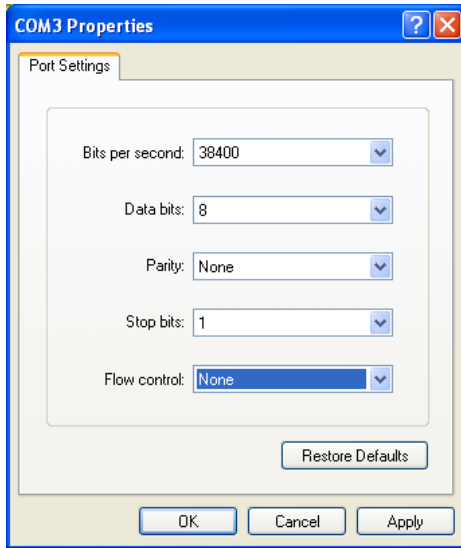 COM3 Properties
Port Settings
Bits per second: 38400
Data bits: 8
Parity: None
Stop bits: 1
Flow control: None
Restore Defaults
OK Cancel Apply